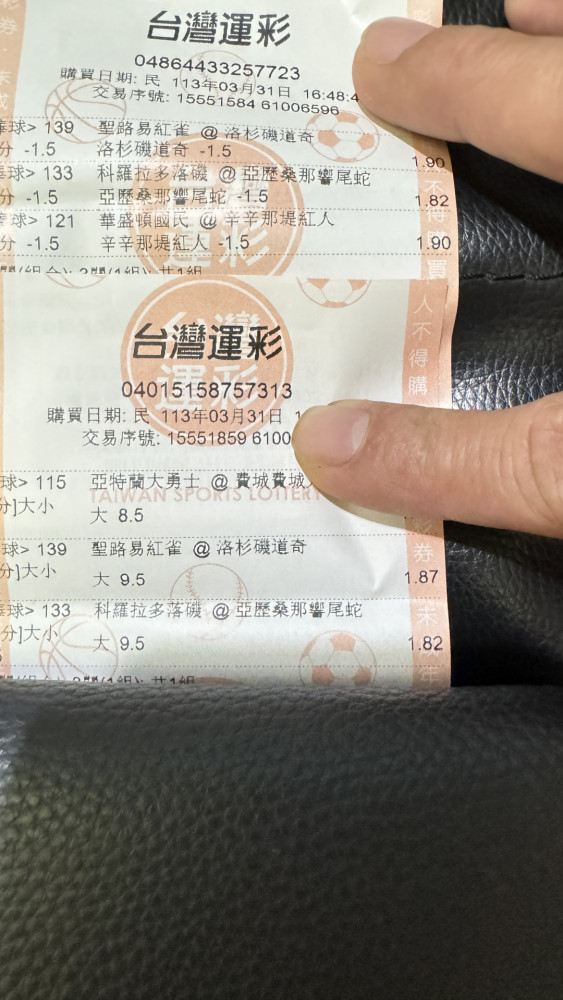 台灣運彩
04864433257723
購買日期: 民 113年03月31日 16:48:4
交易序號: 15551584 61006596
球> 139 聖路易紅雀 @ 洛杉磯道奇
分 -1.5 洛杉磯道奇 -1.5 1.90
球> 133 科羅拉多落磯 @ 亞歷桑那響尾蛇
分 -1.5 亞歷桑那響尾蛇 -1.5 1.82
球> 121 華盛頓國民 @ 辛辛那堤紅人
分 -1.5 辛辛那堤紅人 -1.5 1.90
台灣運彩
04015158757313
購買日期: 民 113年03月31日 1
交易序號: 15551859 6100
球> 115 亞特蘭大勇士 @ 費城費城
TAIWAN SPORTS LOTTERY
分]大小 大 8.5
球> 139 聖路易紅雀 @ 洛杉磯道奇
分]大小 大 9.5 1.87
球> 133 科羅拉多落磯 @ 亞歷桑那響尾蛇
分]大小 大 9.5 1.82
人不得購